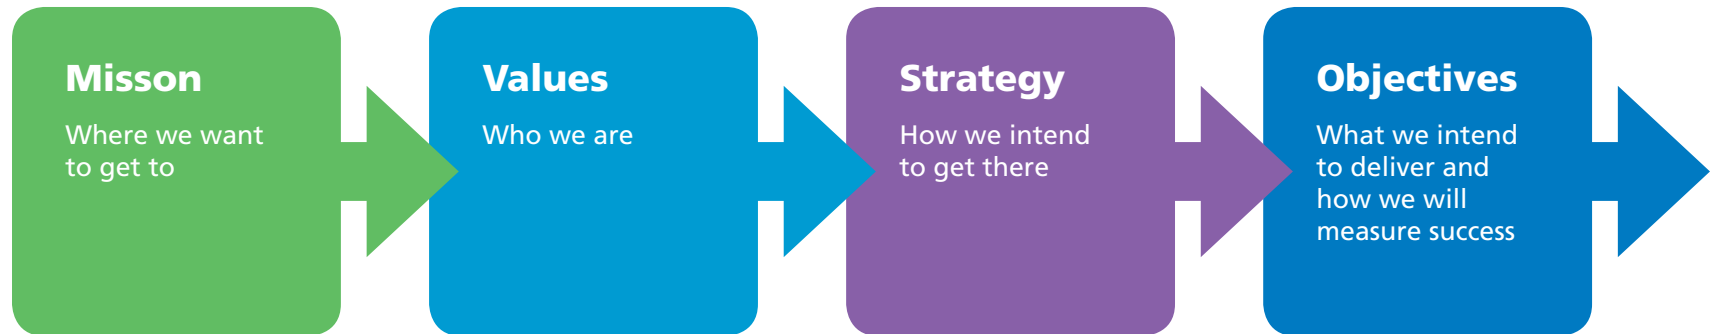 Misson
Where we want
to get to
Values
Who we are
Strategy
How we intend
to get there
Objectives
What we intend
to deliver and
how we will
measure success